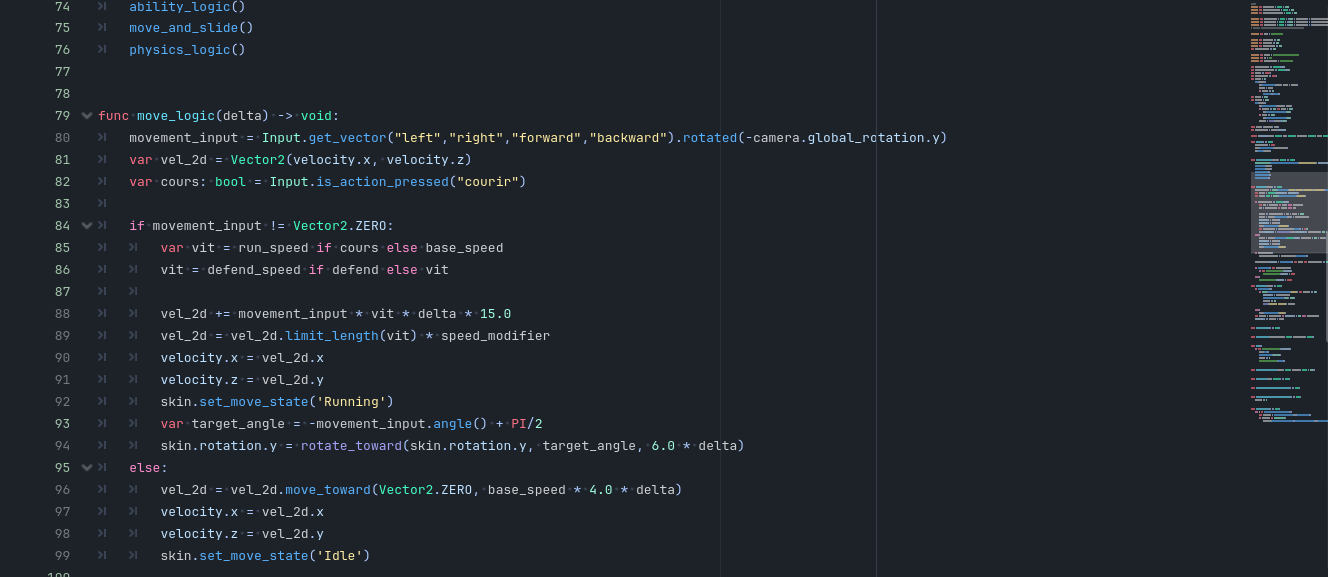 74 ability_logic()
75 move_and_slide()
76 physics_logic()
77
78
79 func move_logic(delta) -> void:
80 movement_input = Input.get_vector("left","right","forward","backward").rotated(-camera.global_rotation.y)
81 var vel_2d = Vector2(velocity.x, velocity.z)
82 var cours: bool = Input.is_action_pressed("courir")
83
84 if movement_input != Vector2.ZERO:
85 var vit = run_speed if cours else base_speed
86 vit = defend_speed if defend else vit
87
88 vel_2d += movement_input * vit * delta * 15.0
89 vel_2d = vel_2d.limit_length(vit) * speed_modifier
90 velocity.x = vel_2d.x
91 velocity.z = vel_2d.y
92 skin.set_move_state('Running')
93 var target_angle = -movement_input.angle() + PI/2
94 skin.rotation.y = rotate_toward(skin.rotation.y, target_angle, 6.0 * delta)
95 else:
96 vel_2d = vel_2d.move_toward(Vector2.ZERO, base_speed * 4.0 * delta)
97 velocity.x = vel_2d.x
98 velocity.z = vel_2d.y
99 skin.set_move_state('Idle')